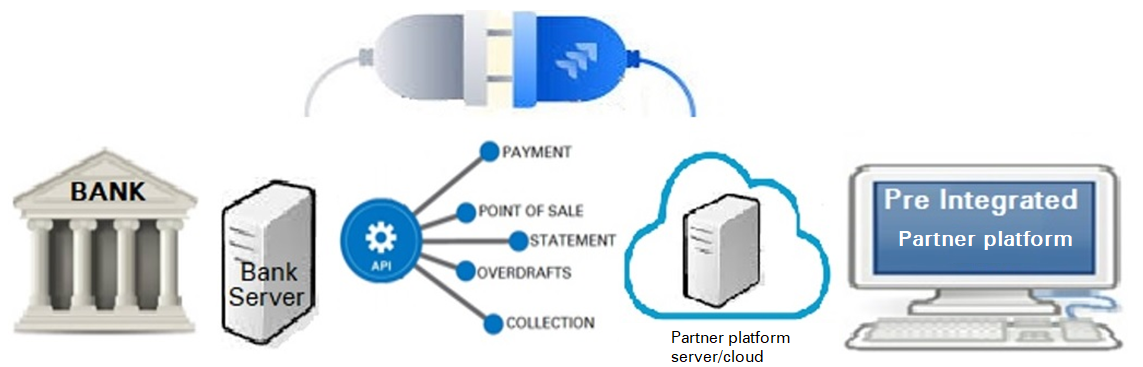 BANK
Bank
Server
API
PAYMENT
POINT OF SALE
STATEMENT
OVERDRAFTS
COLLECTION
Partner platform
server/cloud
Pre Integrated
Partner platform